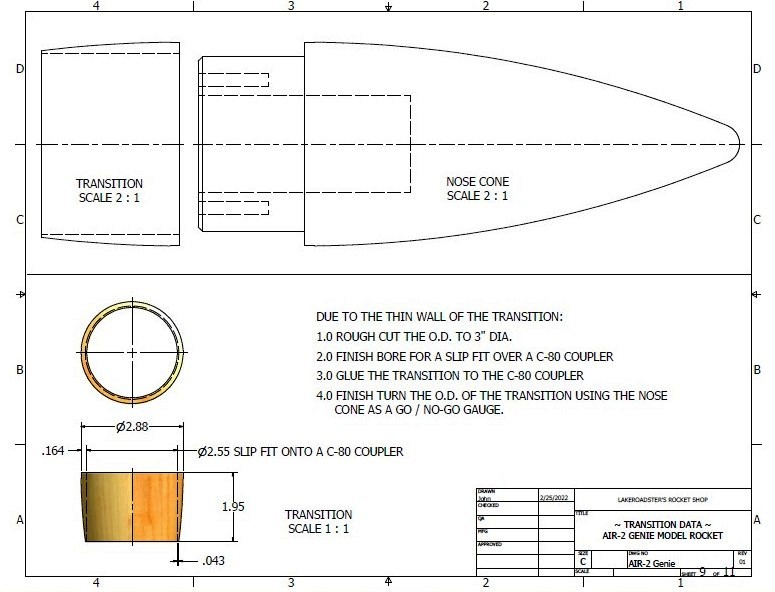 4 3 2 1
D D
TRANSITION
SCALE 2 : 1
NOSE CONE
SCALE 2 : 1
C C
DUE TO THE THIN WALL OF THE TRANSITION:
1.0 ROUGH CUT THE O.D. TO 3" DIA.
2.0 FINISH BORE FOR A SLIP FIT OVER A C-80 COUPLER
3.0 GLUE THE TRANSITION TO THE C-80 COUPLER
4.0 FINISH TURN THE O.D. OF THE TRANSITION USING THE NOSE
CONE AS A GO / NO-GO GAUGE.
B B
Ø2.88
.164
Ø2.55 SLIP FIT ONTO A C-80 COUPLER
1.95
TRANSITION
SCALE 1 : 1
.043
A A
DRAWN
John
2/25/2022
CHECKED
QA
MFG
APPROVED
LAKEROADSTER'S ROCKET SHOP
TITLE
~ TRANSITION DATA ~
AIR-2 GENIE MODEL ROCKET
SIZE
C
DWG NO
AIR-2 Genie
REV
01
SCALE
SHEET 9 OF 11
4 3 2 1